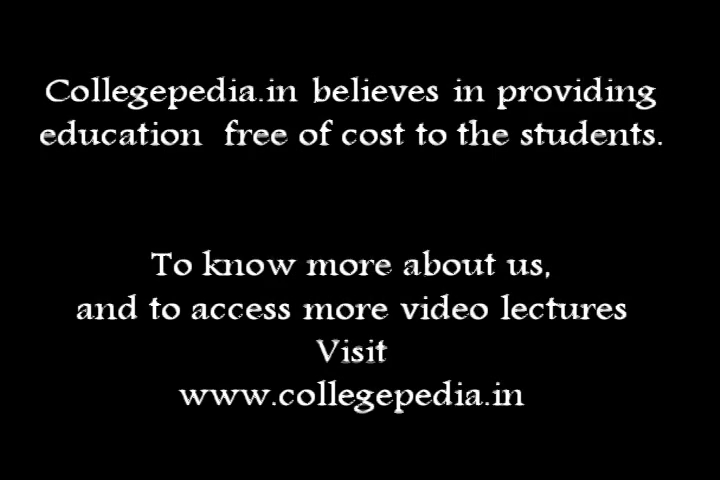 Collegepedia.in believes in providing
education free of cost to the students.
To know more about us,
and to access more video lectures
Visit
www.collegepedia.in